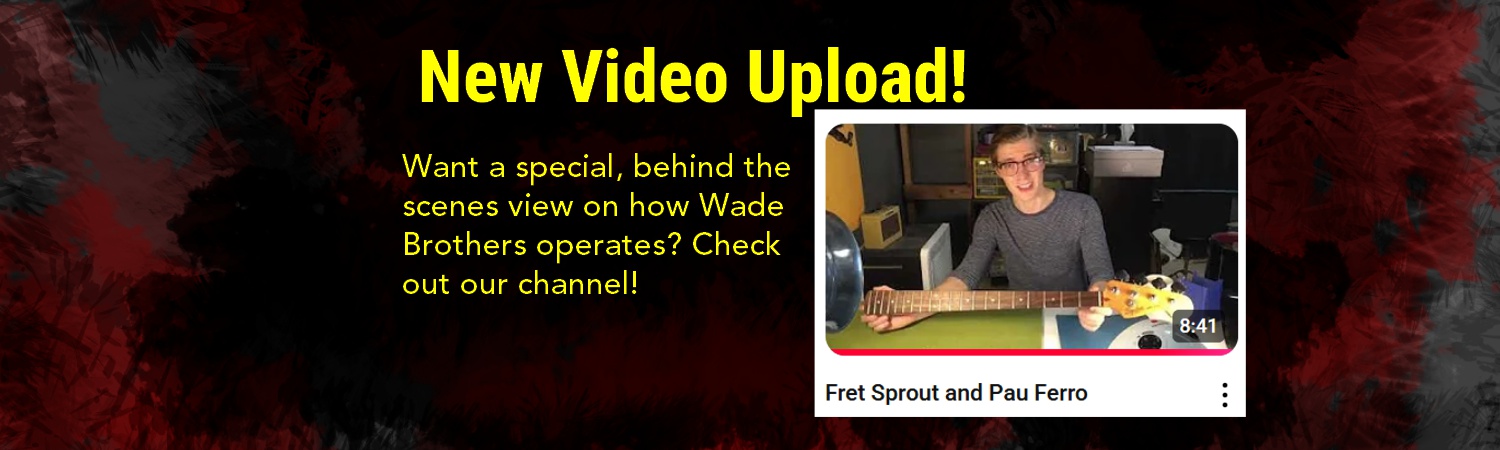 New Video Upload!
Want a special, behind the
scenes view on how Wade
Brothers operates? Check
out our channel!
8:41
Fret Sprout and Pau Ferro